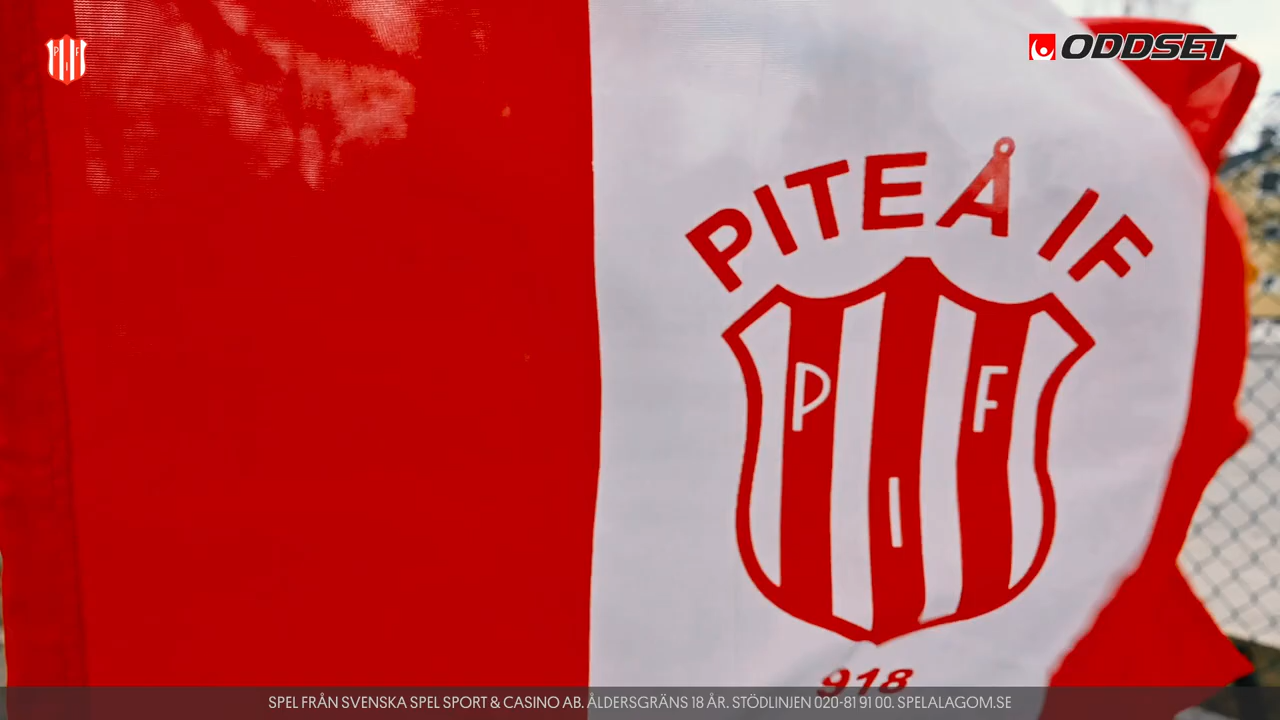 P I F
ODDSET
PITEÅ IF
P F
I
918
SPEL FRÅN SVENSKA SPEL SPORT & CASINO AB. ÅLDERSGRÄNS 18 ÅR. STÖDLINJEN 020-81 91 00. SPELALAGOM.SE